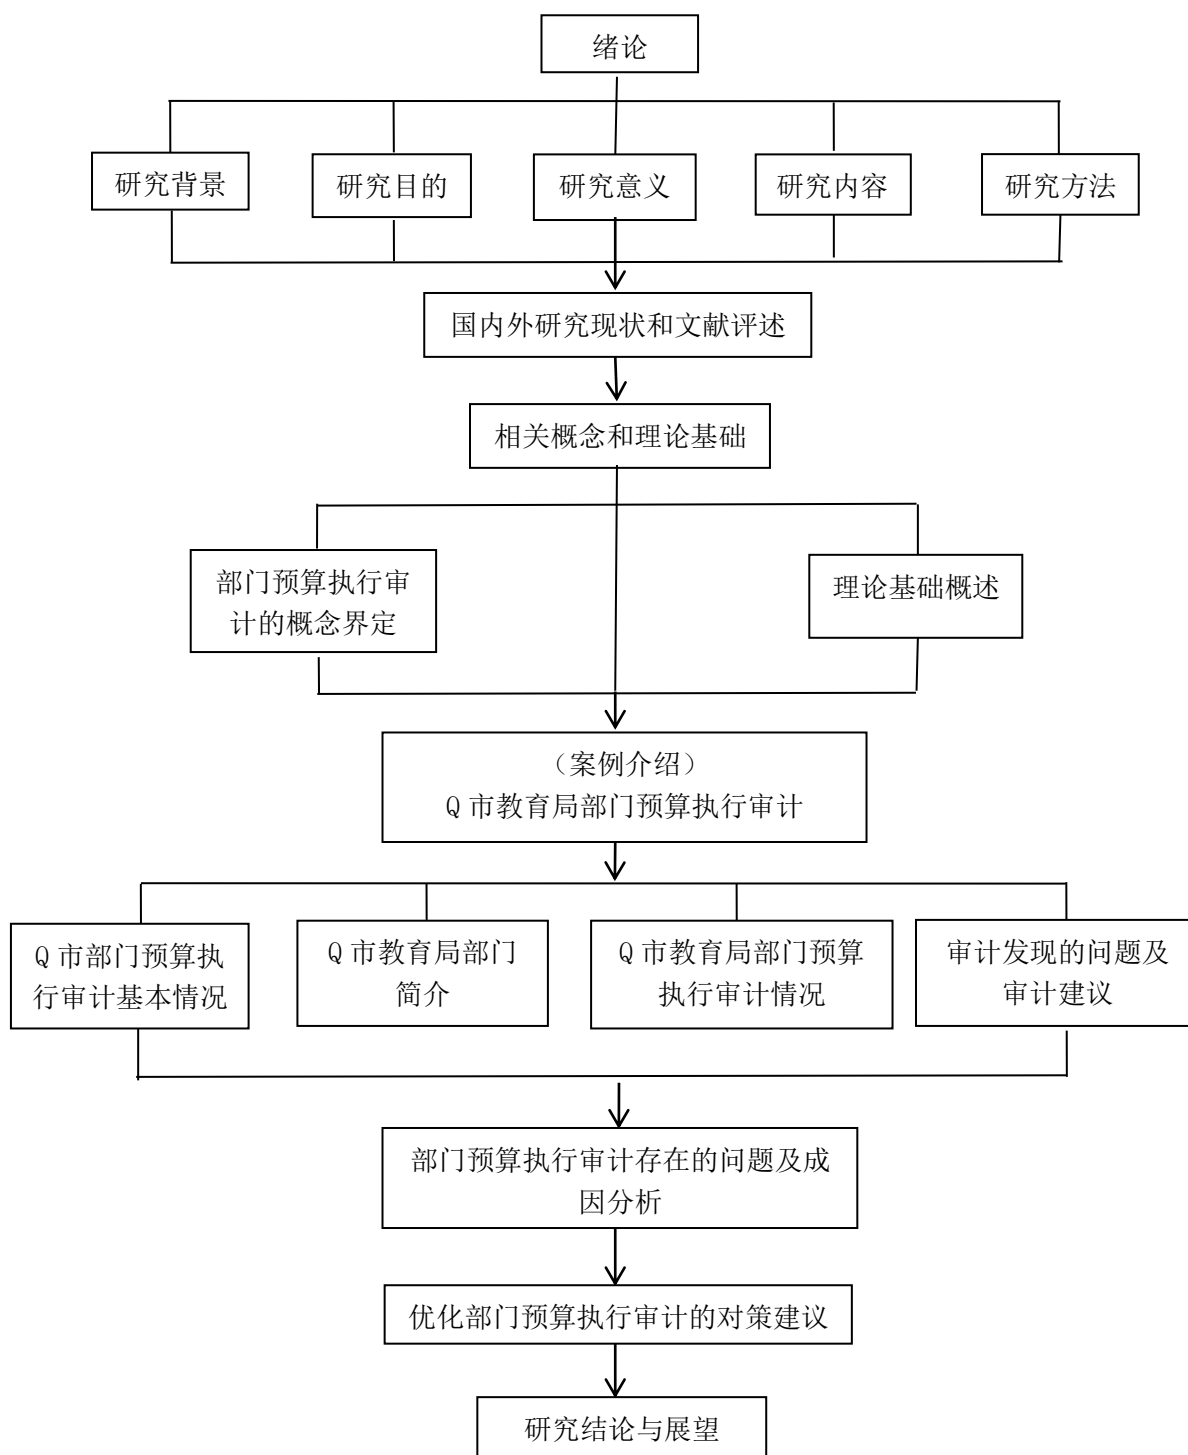 绪论
研究背景
研究目的
研究意义
研究内容
研究方法
国内外研究现状和文献评述
相关概念和理论基础
部门预算执行审
计的概念界定
理论基础概述
（案例介绍）
Q 市教育局部门预算执行审计
Q 市部门预算执
行审计基本情况
Q 市教育局部门
简介
Q 市教育局部门预算
执行审计情况
审计发现的问题及
审计建议
部门预算执行审计存在的问题及成
因分析
优化部门预算执行审计的对策建议
研究结论与展望